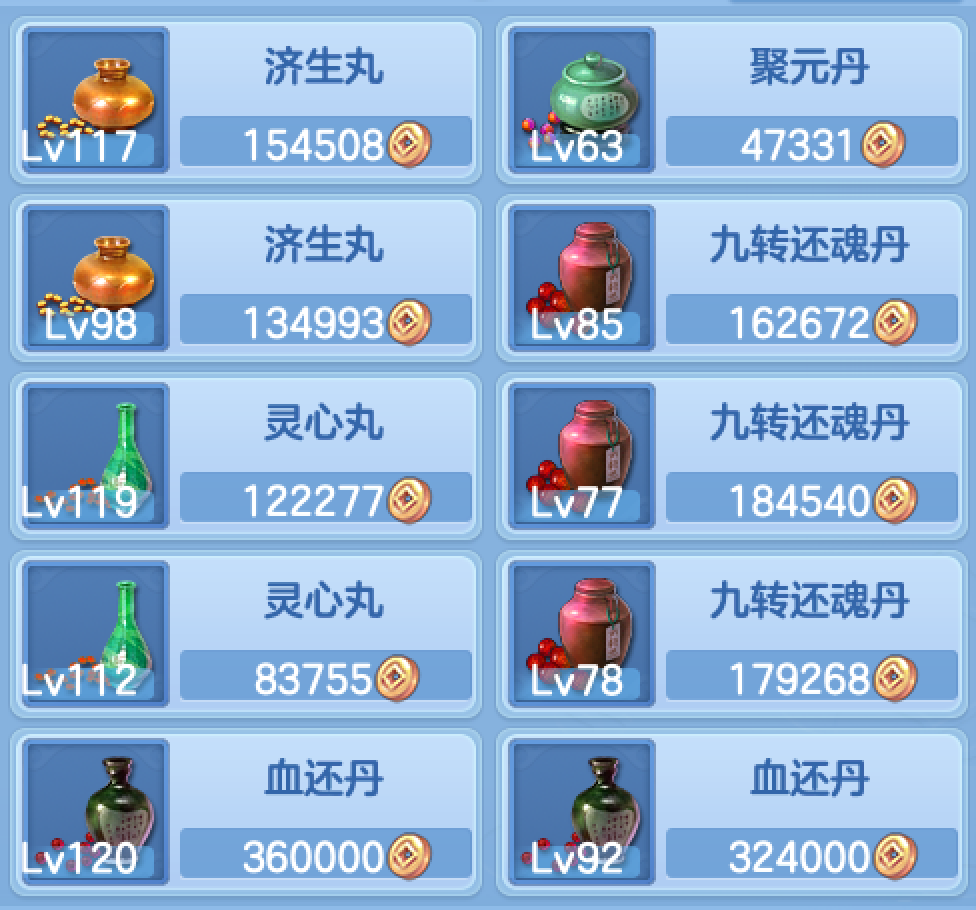 济生丸
Lv117
154508
聚元丹
Lv63
47331
济生丸
Lv98
134993
九转还魂丹
Lv85
162672
灵心丸
Lv119
122277
九转还魂丹
Lv77
184540
灵心丸
Lv112
83755
九转还魂丹
Lv78
179268
血还丹
Lv120
360000
血还丹
Lv92
324000